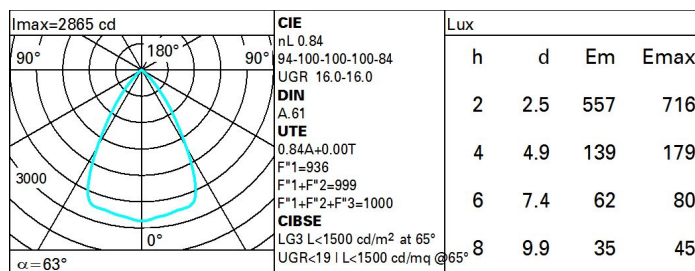 Imax=2865 cd
90° 180° 90°
3000
0°
α=63°
CIE
nL 0.84
94-100-100-100-84
UGR 16.0-16.0
DIN
A.61
UTE
0.84A+0.00T
F"1=936
F"1+F"2=999
F"1+F"2+F"3=1000
CIBSE
LG3 L<1500 cd/m² at 65°
UGR<19 | L<1500 cd/mq @65°
Lux
h d Em Emax
2 2.5 557 716
4 4.9 139 179
6 7.4 62 80
8 9.9 35 45